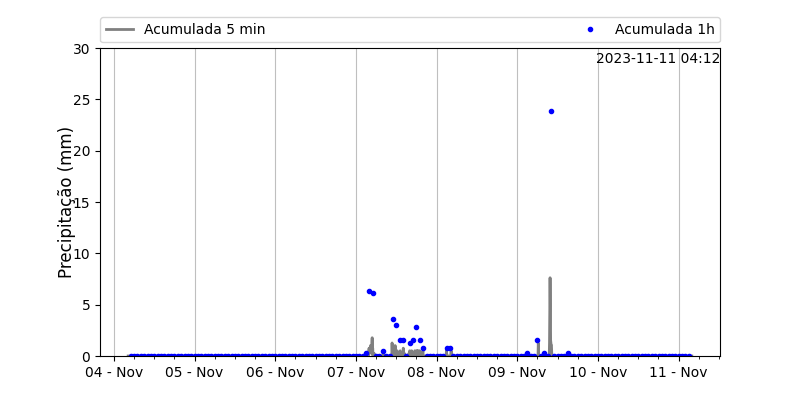 Acumulada 5 min
Acumulada 1h
2023-11-11 04:12
Precipitação (mm)
30
25
20
15
10
5
0
04 - Nov
05 - Nov
06 - Nov
07 - Nov
08 - Nov
09 - Nov
10 - Nov
11 - Nov